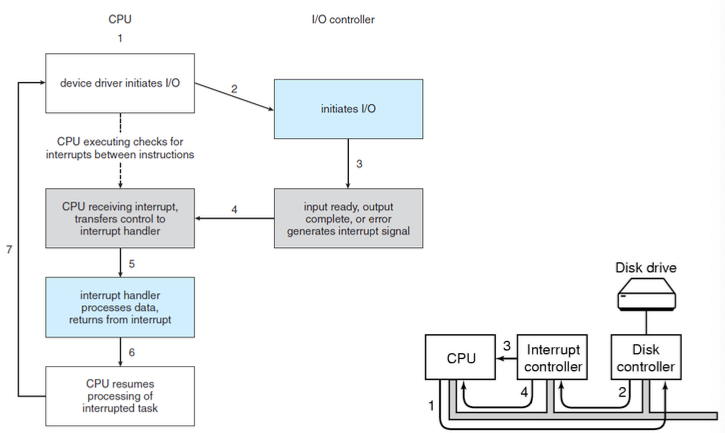 CPU
I/O controller
1
device driver initiates I/O
2
initiates I/O
CPU executing checks for
interrupts between instructions
3
CPU receiving interrupt,
transfers control to
interrupt handler
4
input ready, output
complete, or error
generates interrupt signal
7
5
interrupt handler
processes data,
returns from interrupt
6
CPU resumes
processing of
interrupted task
Disk drive
CPU
3
Interrupt
controller
Disk
controller
1
4
2